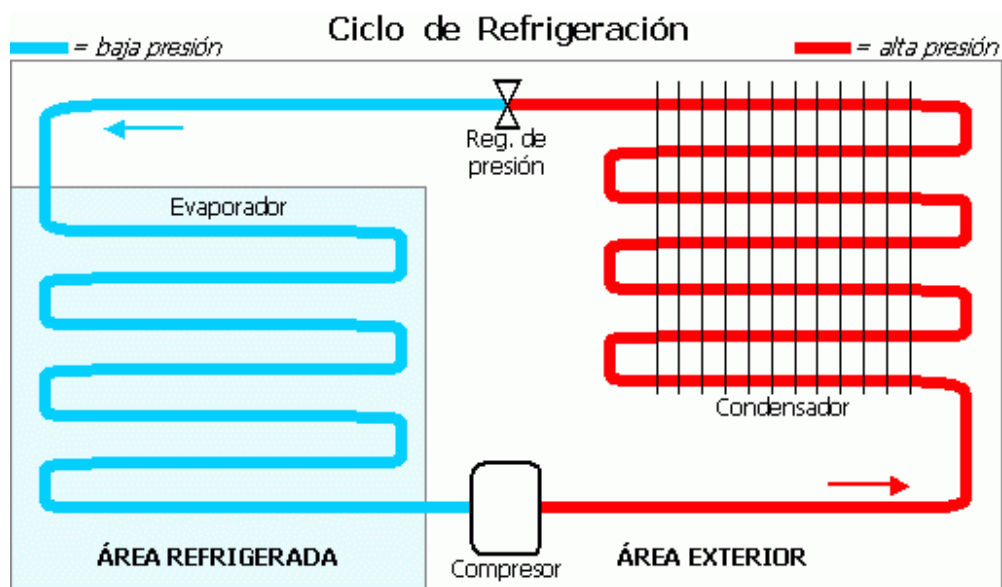 Ciclo de Refrigeración
= baja presión
= alta presión
Reg. de
presión
Evaporador
Condensador
ÁREA REFRIGERADA
Compresor
ÁREA EXTERIOR